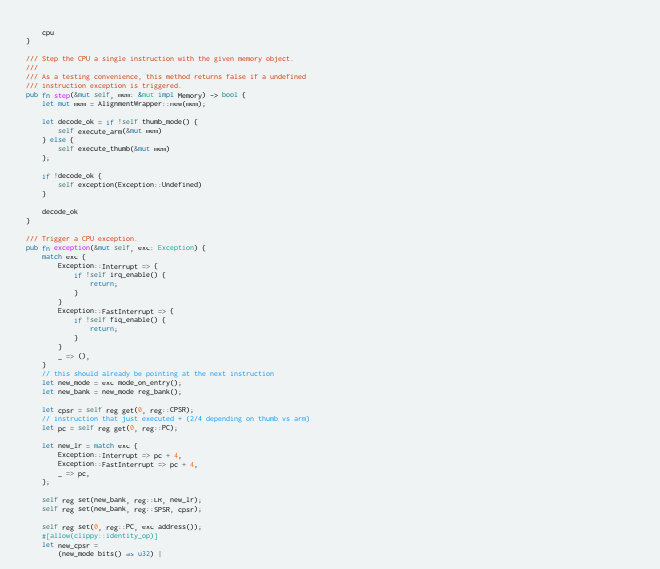 cpu
}
/// Step the CPU a single instruction with the given memory object.
///
/// As a testing convenience, this method returns false if a undefined
/// instruction exception is triggered.
pub fn step(&mut self, mem: &mut impl Memory) -> bool {
let mut mem = AlignmentWrapper::new(mem);
let decode_ok = if !self thumb_mode() {
self execute_arm(&mut mem)
} else {
self execute_thumb(&mut mem)
};
if !decode_ok {
self exception(Exception::Undefined)
}
decode_ok
}
/// Trigger a CPU exception.
pub fn exception(&mut self, exc: Exception) {
match exc {
Exception::Interrupt => {
if !self irq_enable() {
return;
}
}
Exception::FastInterrupt => {
if !self fiq_enable() {
return;
}
}
_ => (),
}
// this should already be pointing at the next instruction
let new_mode = exc mode_on_entry();
let new_bank = new_mode reg_bank();
let cpsr = self reg get(0, reg::CPSR);
// instruction that just executed + (2/4 depending on thumb vs arm)
let pc = self reg get(0, reg::PC);
let new_lr = match exc {
Exception::Interrupt => pc + 4,
Exception::FastInterrupt => pc + 4,
_ => pc,
};
self reg set(new_bank, reg::LR, new_lr);
self reg set(new_bank, reg::SPSR, cpsr);
self reg set(0, reg::PC, exc address());
#[allow(clippy::identity_op)]
let new_cpsr =
(new_mode bits() as u32) |